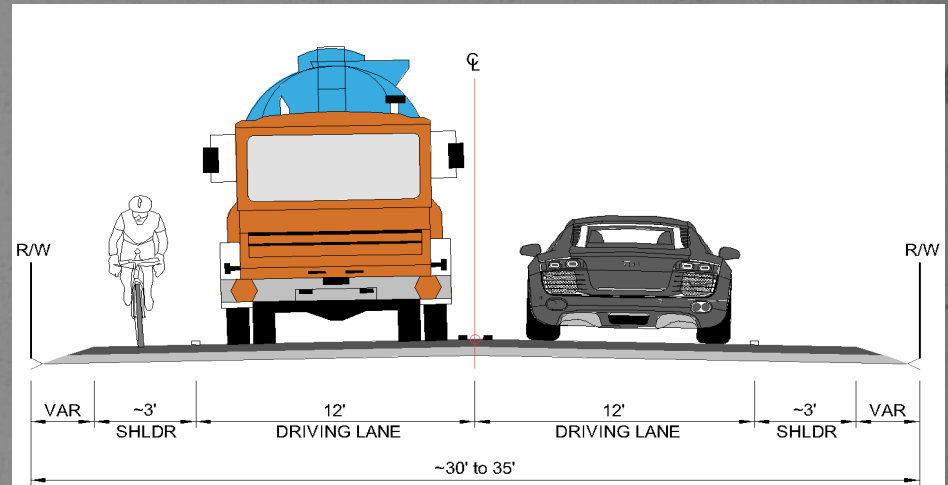 ℄
R/W
R/W
VAR
~3'
12'
12'
~3'
VAR
SHLDR
DRIVING LANE
DRIVING LANE
SHLDR
~30' to 35'